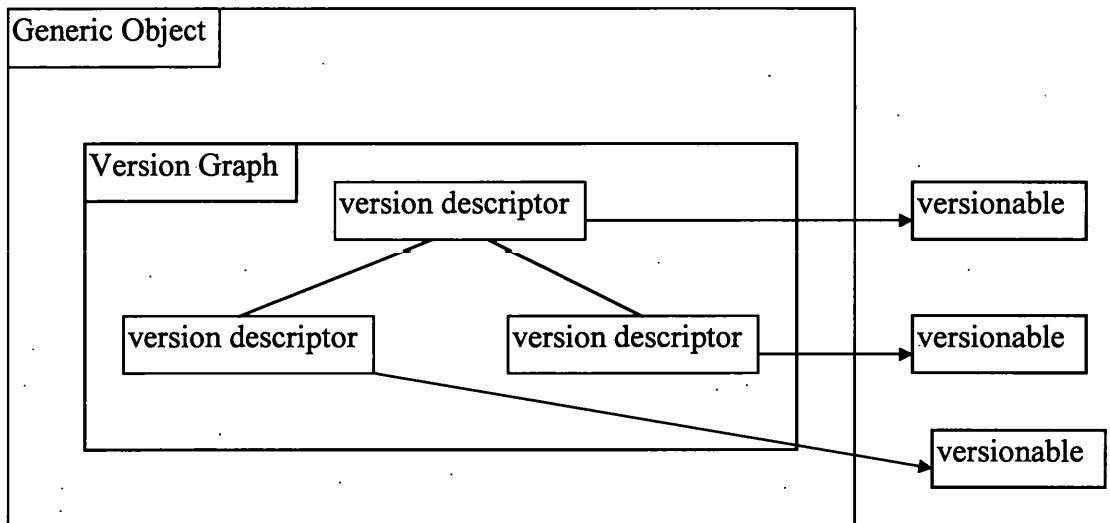 Generic Object
Version Graph
version descriptor
versionable
version descriptor
version descriptor
versionable
versionable